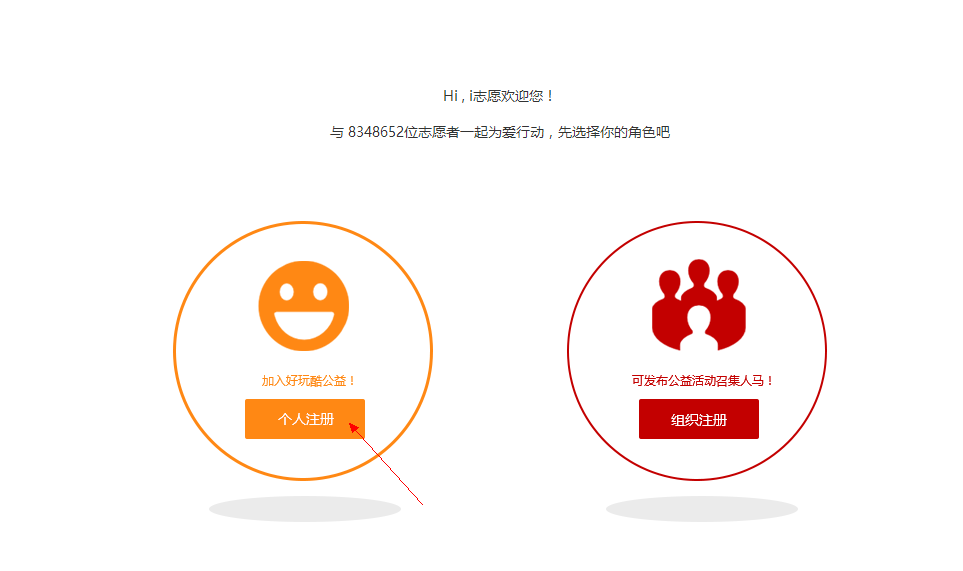 Hi , i志愿欢迎您！
与 8348652位志愿者一起为爱行动，先选择你的角色吧
加入好玩酷公益！
个人注册
可发布公益活动召集人马！
组织注册